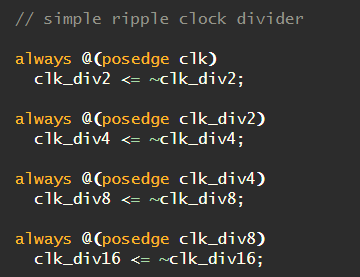 // simple ripple clock divider
always @(posedge clk)
clk_div2 <= ~clk_div2;
always @(posedge clk_div2)
clk_div4 <= ~clk_div4;
always @(posedge clk_div4)
clk_div8 <= ~clk_div8;
always @(posedge clk_div8)
clk_div16 <= ~clk_div16;